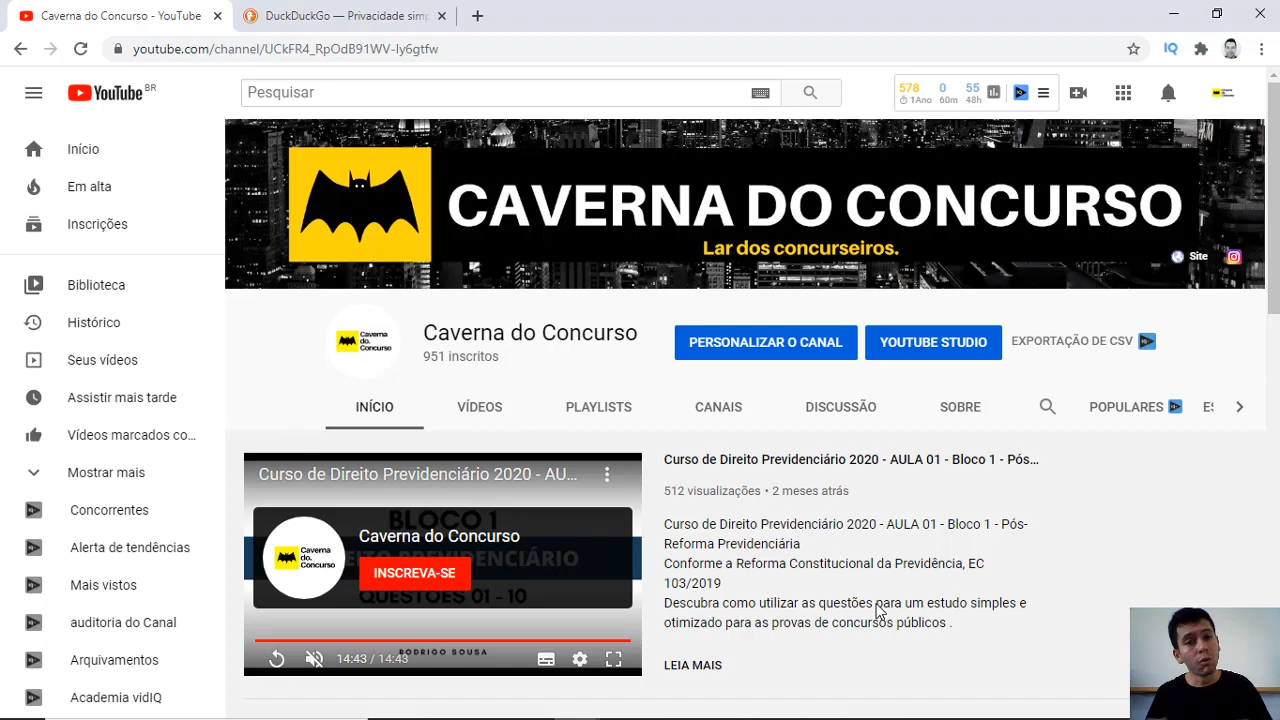 Caverna do Concurso - YouTube
DuckDuckGo — Privacidade simp
youtube.com/channel/UCkFR4_RpOdB91WV-ly6gtfw
IQ
YouTube BR
Pesquisar
578 0 55
1Ano 60m 48h
Início
Em alta
Inscrições
Biblioteca
Histórico
Seus vídeos
Assistir mais tarde
Vídeos marcados co...
Mostrar mais
Concorrentes
Alerta de tendências
Mais vistos
auditoria do Canal
Arquivamentos
Academia vidIQ
CAVERNA DO CONCURSO
Lar dos concurseiros.
Site
Caverna
do.
Concurso
Caverna do Concurso
951 inscritos
PERSONALIZAR O CANAL
YOUTUBE STUDIO
EXPORTAÇÃO DE CSV
INÍCIO
VÍDEOS
PLAYLISTS
CANAIS
DISCUSSÃO
SOBRE
POPULARES
Curso de Direito Previdenciário 2020 - AU...
BLOCO 1
Caverna
do.
Concurso
Caverna do Concurso
INSCREVA-SE
QUESTÕES 01 - 10
RODRIGO SOUSA
14:43 / 14:43
Curso de Direito Previdenciário 2020 - AULA 01 - Bloco 1 - Pós...
512 visualizações • 2 meses atrás
Curso de Direito Previdenciário 2020 - AULA 01 - Bloco 1 - Pós-
Reforma Previdenciária
Conforme a Reforma Constitucional da Previdência, EC
103/2019
Descubra como utilizar as questões para um estudo simples e
otimizado para as provas de concursos públicos .
LEIA MAIS